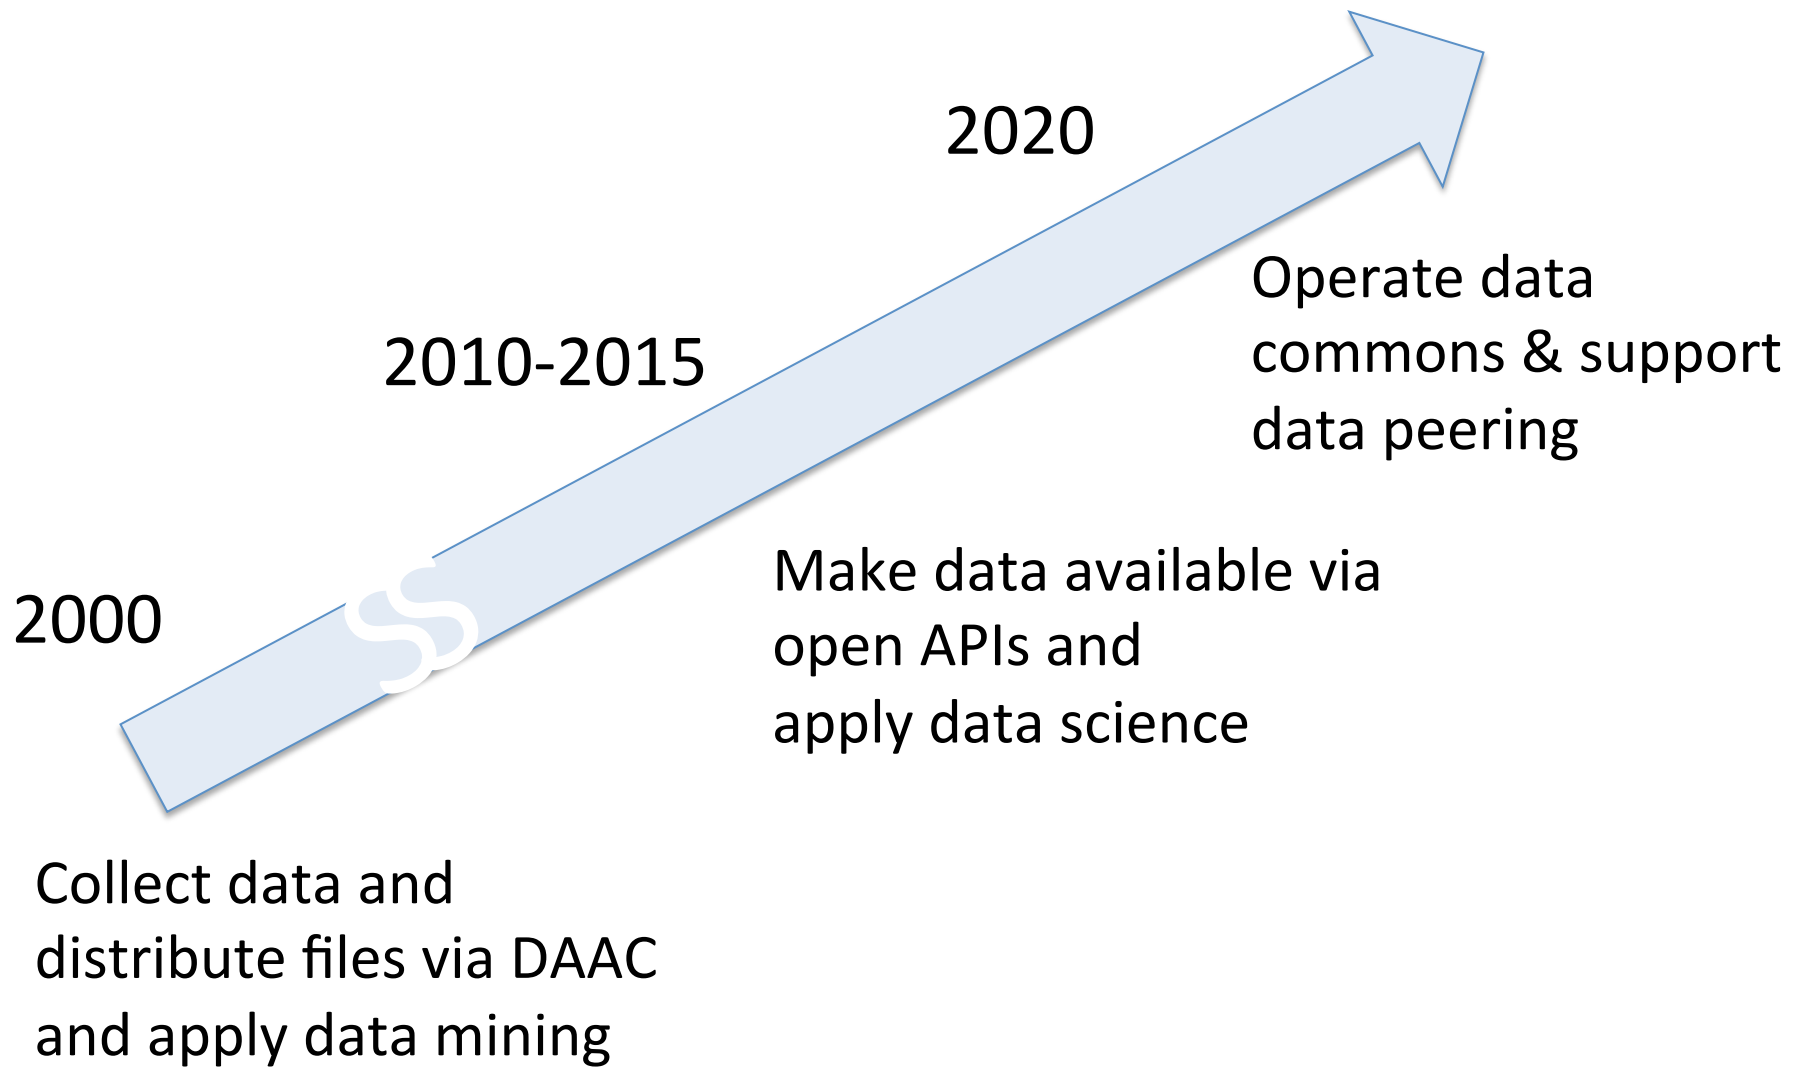 2020
Operate data
commons & support
data peering
2010-2015
Make data available via
open APIs and
apply data science
2000
Collect data and
distribute files via DAAC
and apply data mining